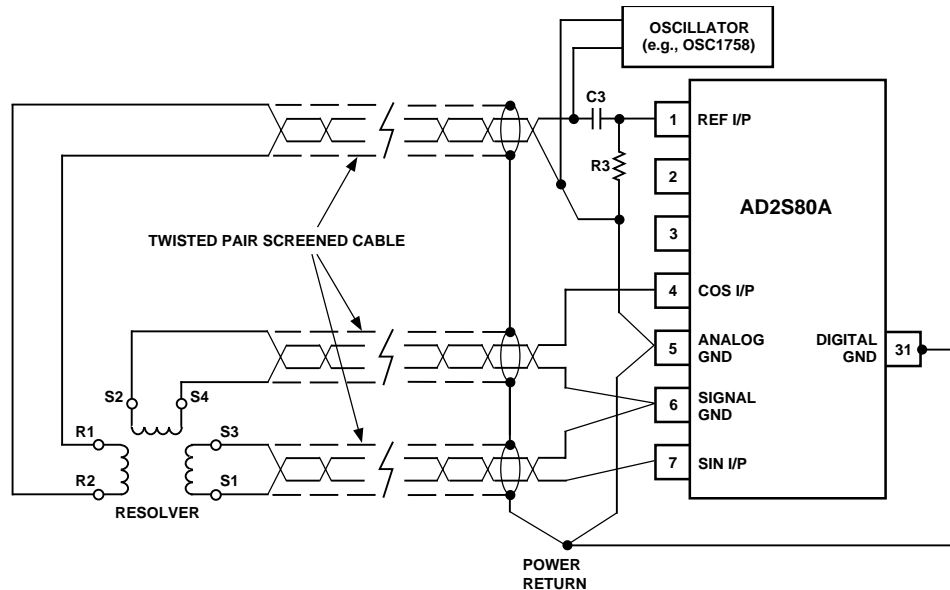 OSCILLATOR
(e.g., OSC1758)
C3
1
REF I/P
R3
2
AD2S80A
3
TWISTED PAIR SCREENED CABLE
4
COS I/P
5
ANALOG
GND
DIGITAL
GND
31
S2
S4
6
SIGNAL
GND
R1
S3
7
SIN I/P
R2
S1
RESOLVER
POWER
RETURN